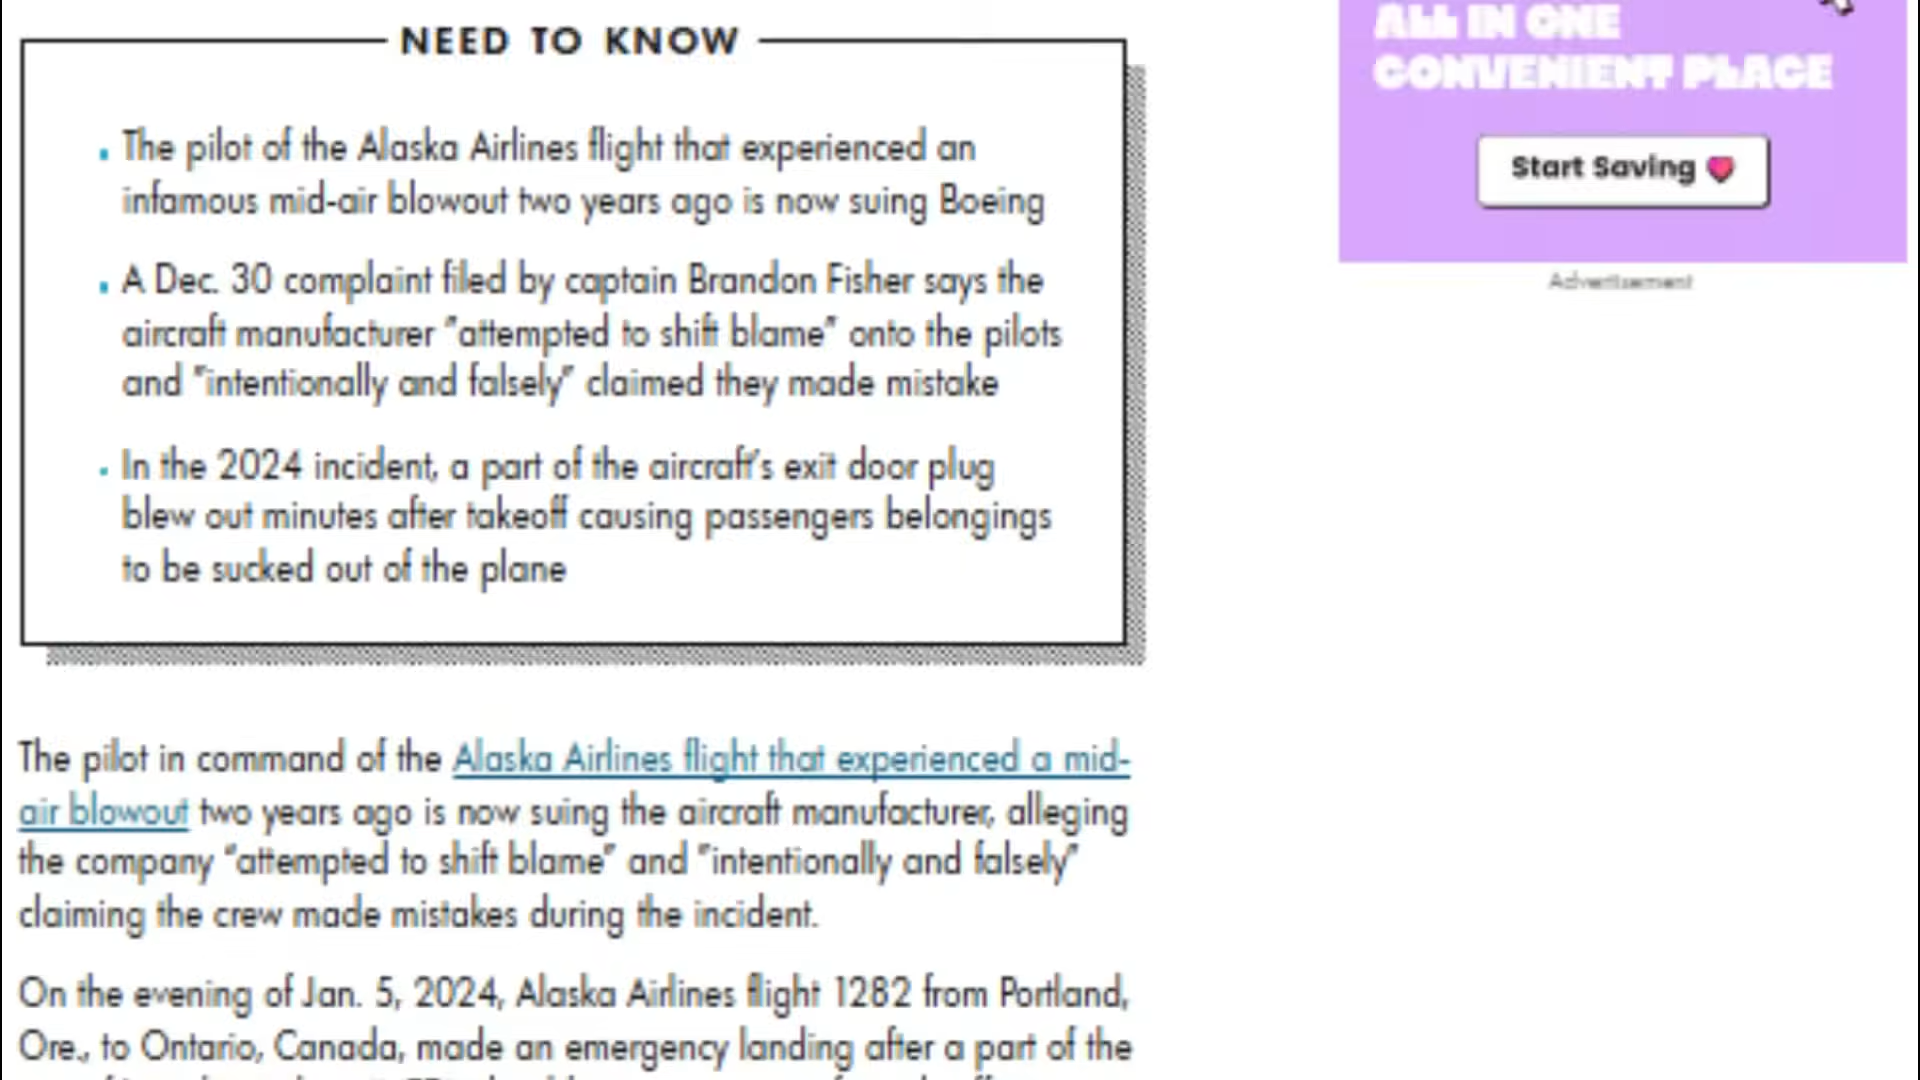 NEED TO KNOW
The pilot of the Alaska Airlines flight that experienced an
infamous mid-air blowout two years ago is now suing Boeing
A Dec. 30 complaint filed by captain Brandon Fisher says the
aircraft manufacturer "attempted to shift blame" onto the pilots
and "intentionally and falsely" claimed they made mistake
In the 2024 incident, a part of the aircraft's exit door plug
blew out minutes after takeoff causing passengers belongings
to be sucked out of the plane
The pilot in command of the Alaska Airlines flight that experienced a mid-
air blowout two years ago is now suing the aircraft manufacturer, alleging
the company "attempted to shift blame" and "intentionally and falsely"
claiming the crew made mistakes during the incident.
On the evening of Jan. 5, 2024, Alaska Airlines flight 1282 from Portland,
Ore., to Ontario, Canada, made an emergency landing after a part of the
ALL IN ONE
CONVENIENT PLACE
Start Saving
Advertisement